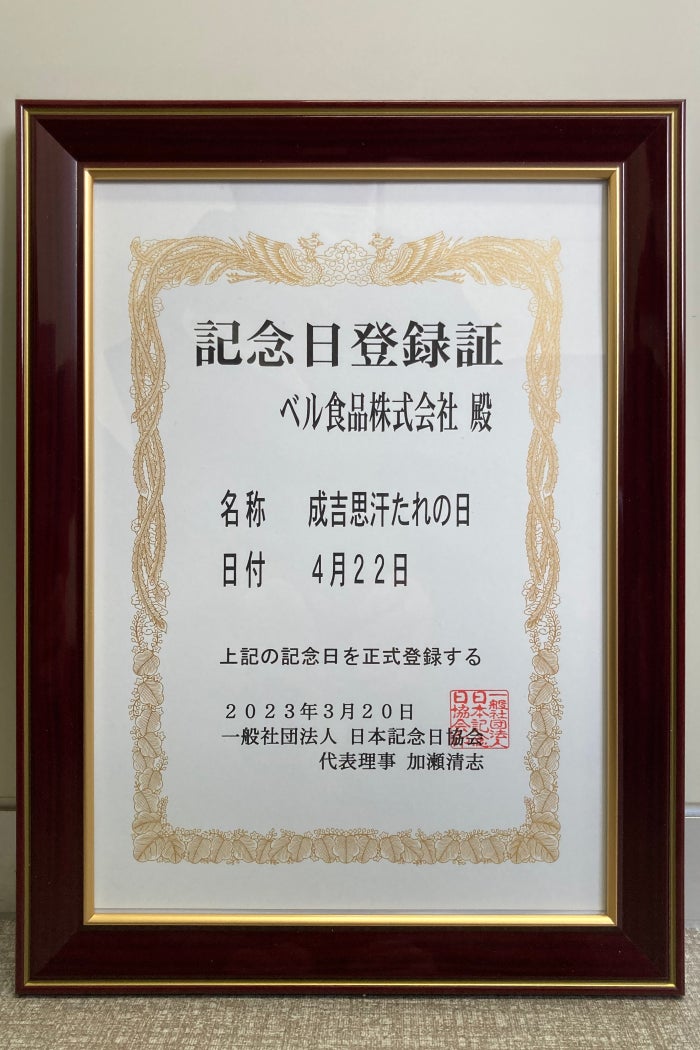 記念日登録証
ベル食品株式会社 殿
名称 成吉思汗たれの日
日付 4月22日
上記の記念日を正式登録する
2023年3月20日
一般社団法人 日本記念日協会
代表理事 加瀬清志
一般社団法人
日本記念
日協会